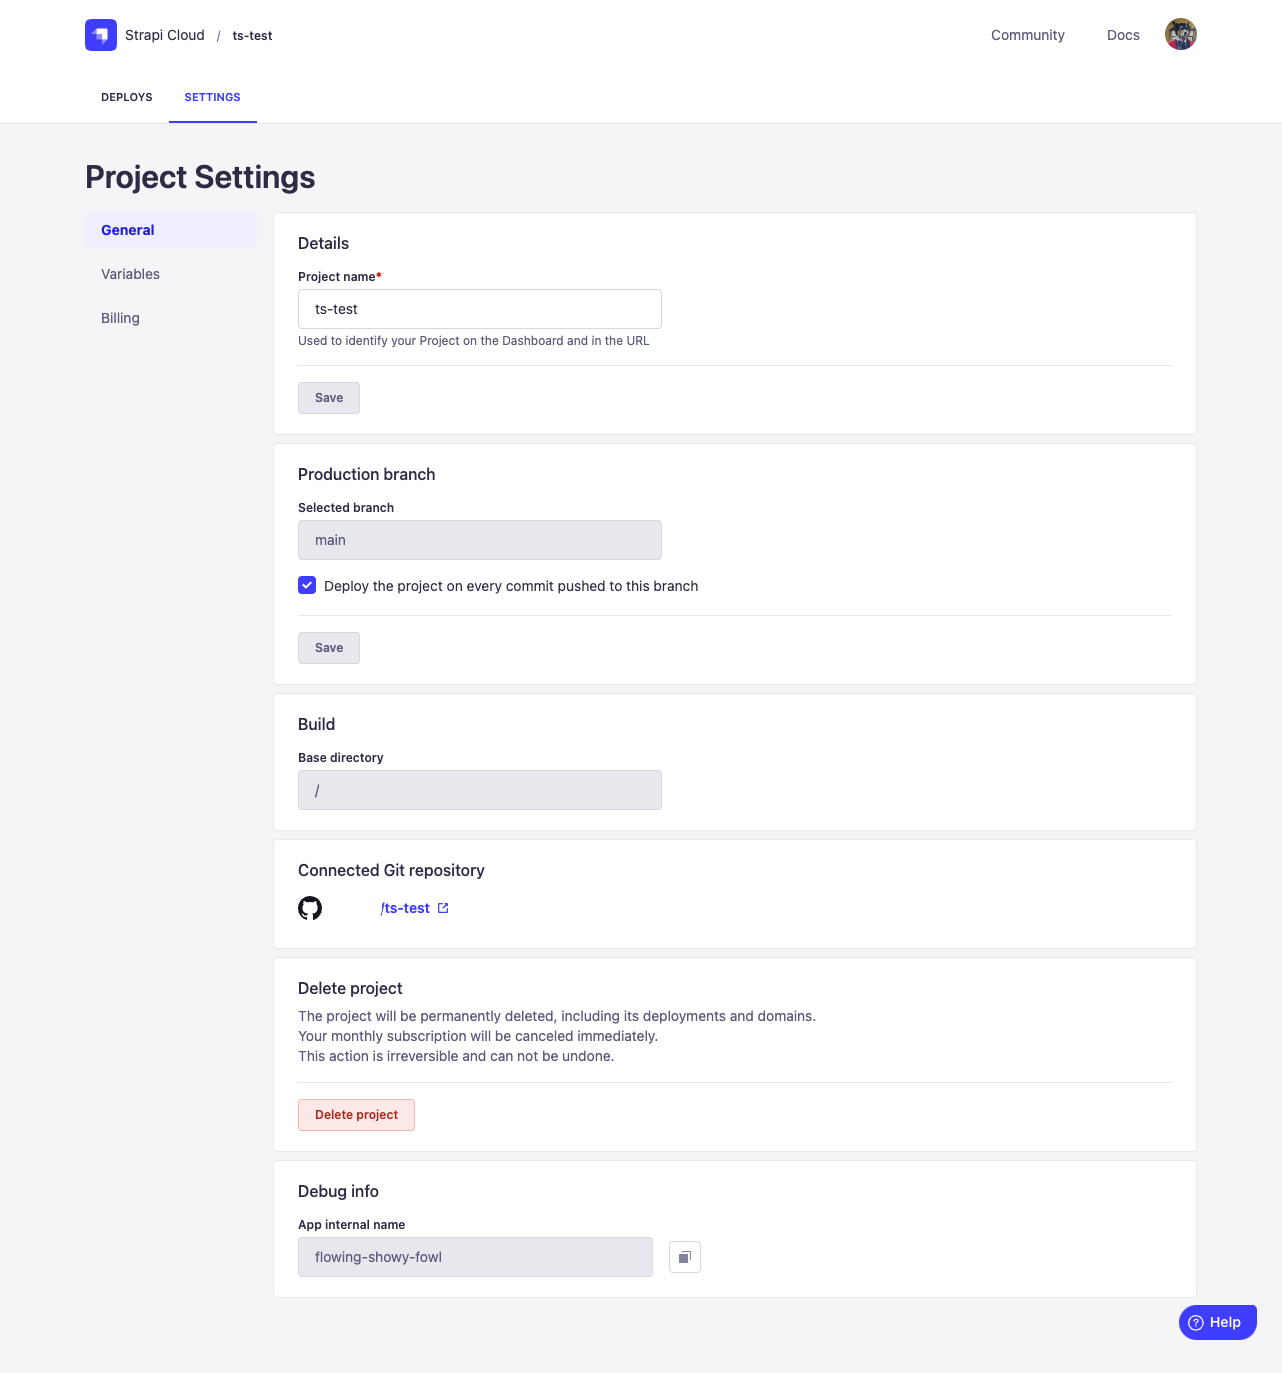 Strapi Cloud / ts-test
Community
Docs
DEPLOYS
SETTINGS
Project Settings
General
Variables
Billing
Details
Project name*
ts-test
Used to identify your Project on the Dashboard and in the URL
Save
Production branch
Selected branch
main
Deploy the project on every commit pushed to this branch
Save
Build
Base directory
/
Connected Git repository
/ts-test
Delete project
The project will be permanently deleted, including its deployments and domains.
Your monthly subscription will be canceled immediately.
This action is irreversible and can not be undone.
Delete project
Debug info
App internal name
flowing-showy-fowl
Help